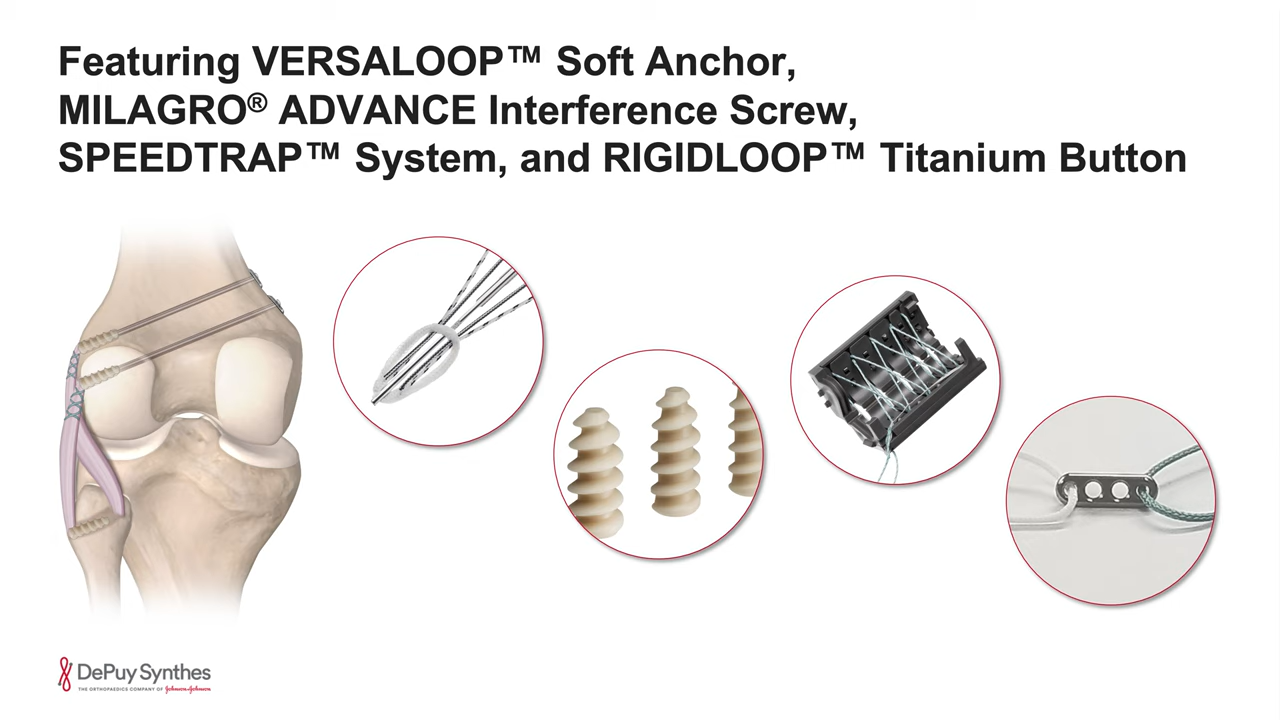 Featuring VERSALOOP™ Soft Anchor,
MILAGRO® ADVANCE Interference Screw,
SPEEDTRAP™ System, and RIGIDLOOP™ Titanium Button
DePuy Synthes
THE ORTHOPAEDICS COMPANY OF Johnson & Johnson